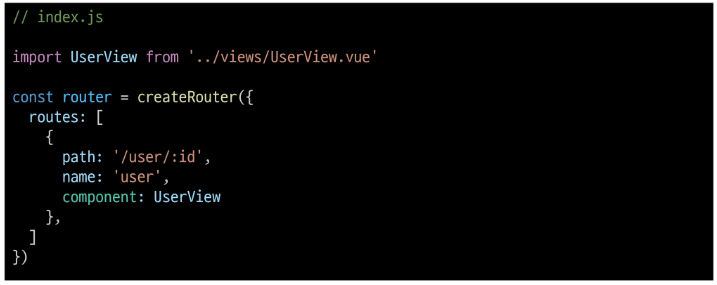 // index.js
import UserView from '../views/UserView.vue'
const router = createRouter({
  routes: [
    {
      path: '/user/:id',
      name: 'user',
      component: UserView
    },
  ]
})